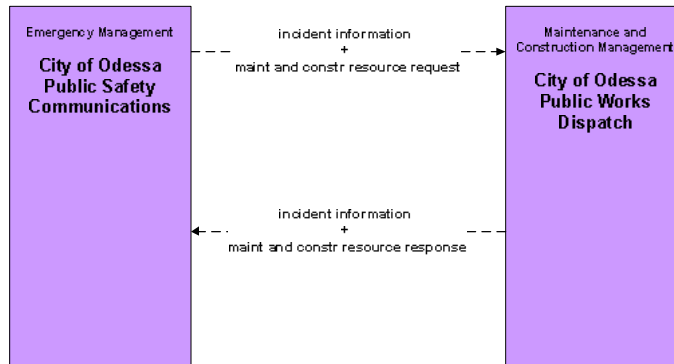 Emergency Management
City of Odessa
Public Safety
Communications
incident information
+
maint and constr resource request
Maintenance and
Construction Management
City of Odessa
Public Works
Dispatch
incident information
+
maint and constr resource response